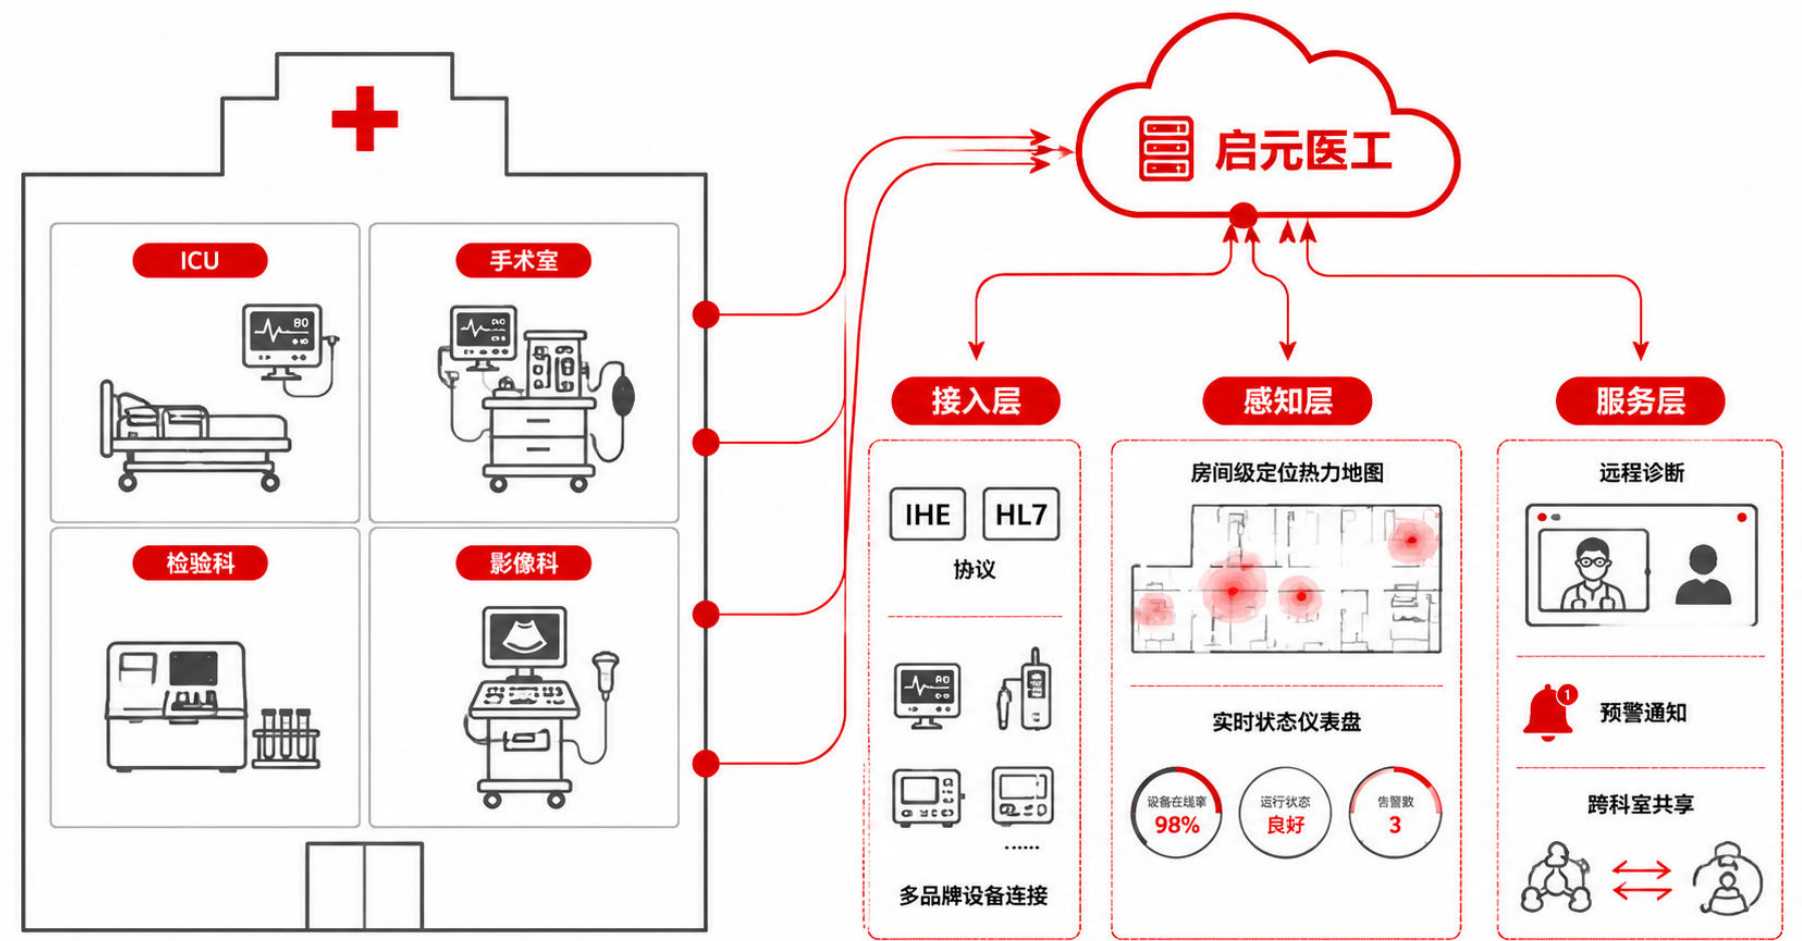 启元医工
ICU
手术室
80
检验科
影像科
接入层
感知层
服务层
IHE
HL7
协议
多品牌设备连接
房间级定位热力地图
实时状态仪表盘
设备在线率
98%
运行状态
良好
告警数
3
远程诊断
1
预警通知
跨科室共享